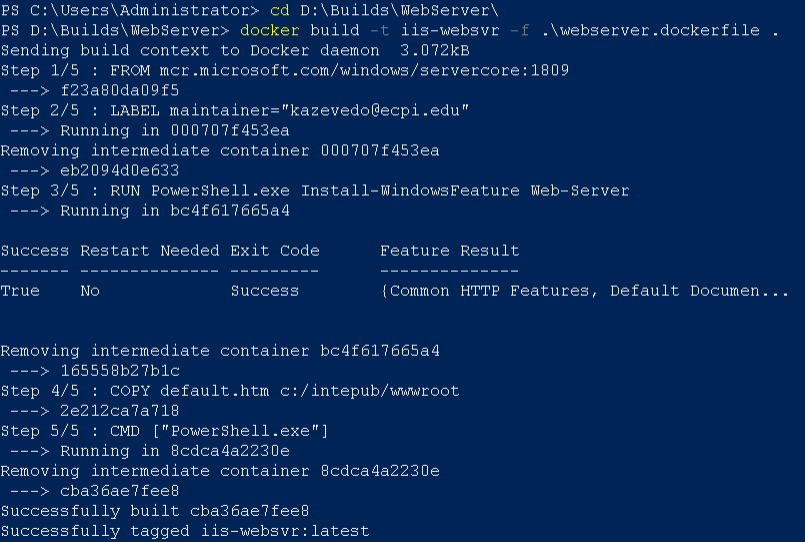 PS C:\Users\Administrator> cd D:\Builds\WebServer\
PS D:\Builds\WebServer> docker build -t iis-websvr -f .\webserver.dockerfile .
Sending build context to Docker daemon  3.072kB
Step 1/5 : FROM mcr.microsoft.com/windows/servercore:1809
 ---> f23a80da09f5
Step 2/5 : LABEL maintainer="kazevedo@ecpi.edu"
 ---> Running in 000707f453ea
Removing intermediate container 000707f453ea
 ---> eb2094d0e633
Step 3/5 : RUN PowerShell.exe Install-WindowsFeature Web-Server
 ---> Running in bc4f617665a4
Success Restart Needed Exit Code      Feature Result
------- -------------- ---------      --------------
True    No             Success        {Common HTTP Features, Default Documen...
Removing intermediate container bc4f617665a4
 ---> 165558b27b1c
Step 4/5 : COPY default.htm c:/intepub/wwwroot
 ---> 2e212ca7a718
Step 5/5 : CMD ["PowerShell.exe"]
 ---> Running in 8cdca4a2230e
Removing intermediate container 8cdca4a2230e
 ---> cba36ae7fee8
Successfully built cba36ae7fee8
Successfully tagged iis-websvr:latest